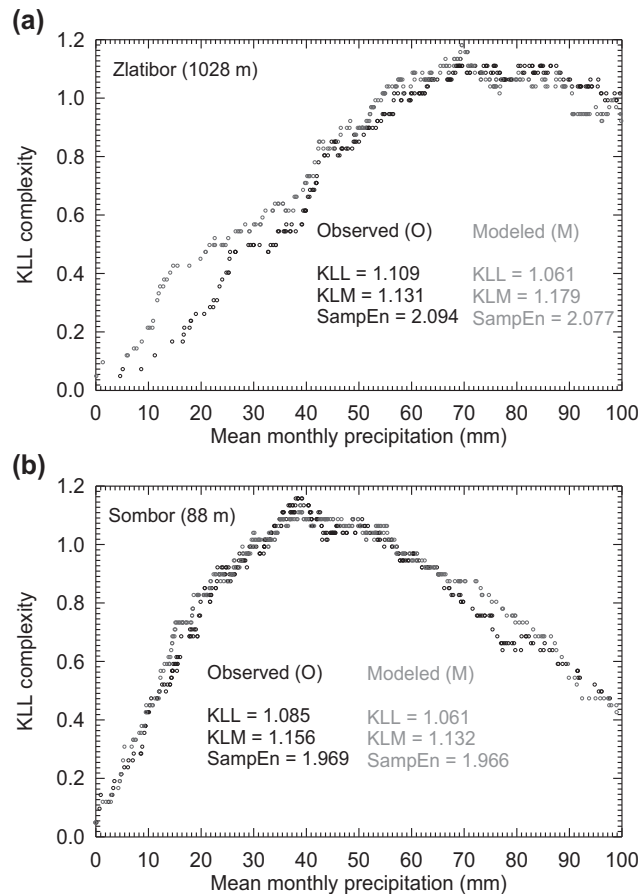 (a)
1.2
Zlatibor (1028 m)
1.0
0.8
KLL complexity
0.6
Observed (O) Modeled (M)
0.4
KLL = 1.109 KLL = 1.061
KLM = 1.131 KLM = 1.179
SampEn = 2.094 SampEn = 2.077
0.2
0.0
0 10 20 30 40 50 60 70 80 90 100
Mean monthly precipitation (mm)
(b)
1.2
Sombor (88 m)
1.0
0.8
KLL complexity
0.6
Observed (O) Modeled (M)
0.4
KLL = 1.085 KLL = 1.061
KLM = 1.156 KLM = 1.132
SampEn = 1.969 SampEn = 1.966
0.2
0.0
0 10 20 30 40 50 60 70 80 90 100
Mean monthly precipitation (mm)